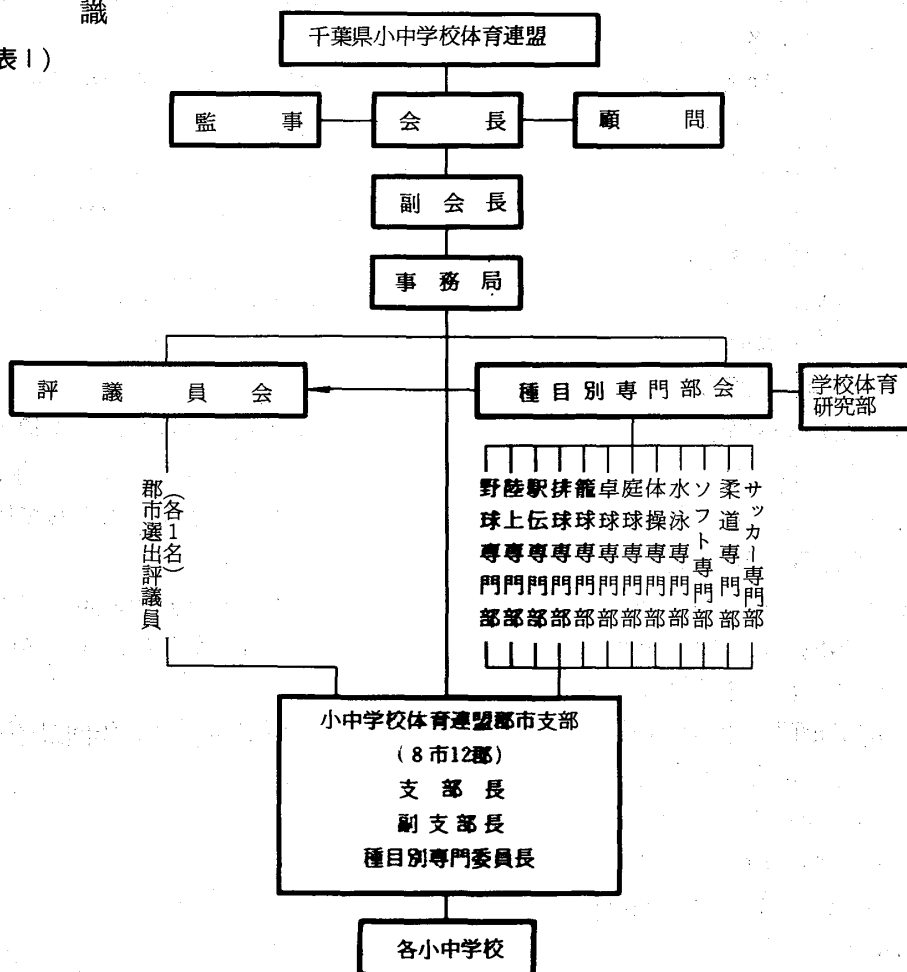 識
表1)
千葉県小中学校体育連盟
監事
会長
顧問
副会長
事務局
評議員会
種目別専門部会
学校体育
研究部
(各1名)
郡市選出評議員
野球専門部
陸上専門部
駅伝専門部
排球専門部
籠球専門部
卓球専門部
庭球専門部
体操専門部
水泳専門部
ソフト専門部
柔道専門部
サッカー専門部
小中学校体育連盟郡市支部
(8市12郡)
支部長
副支部長
種目別専門委員長
各小中学校